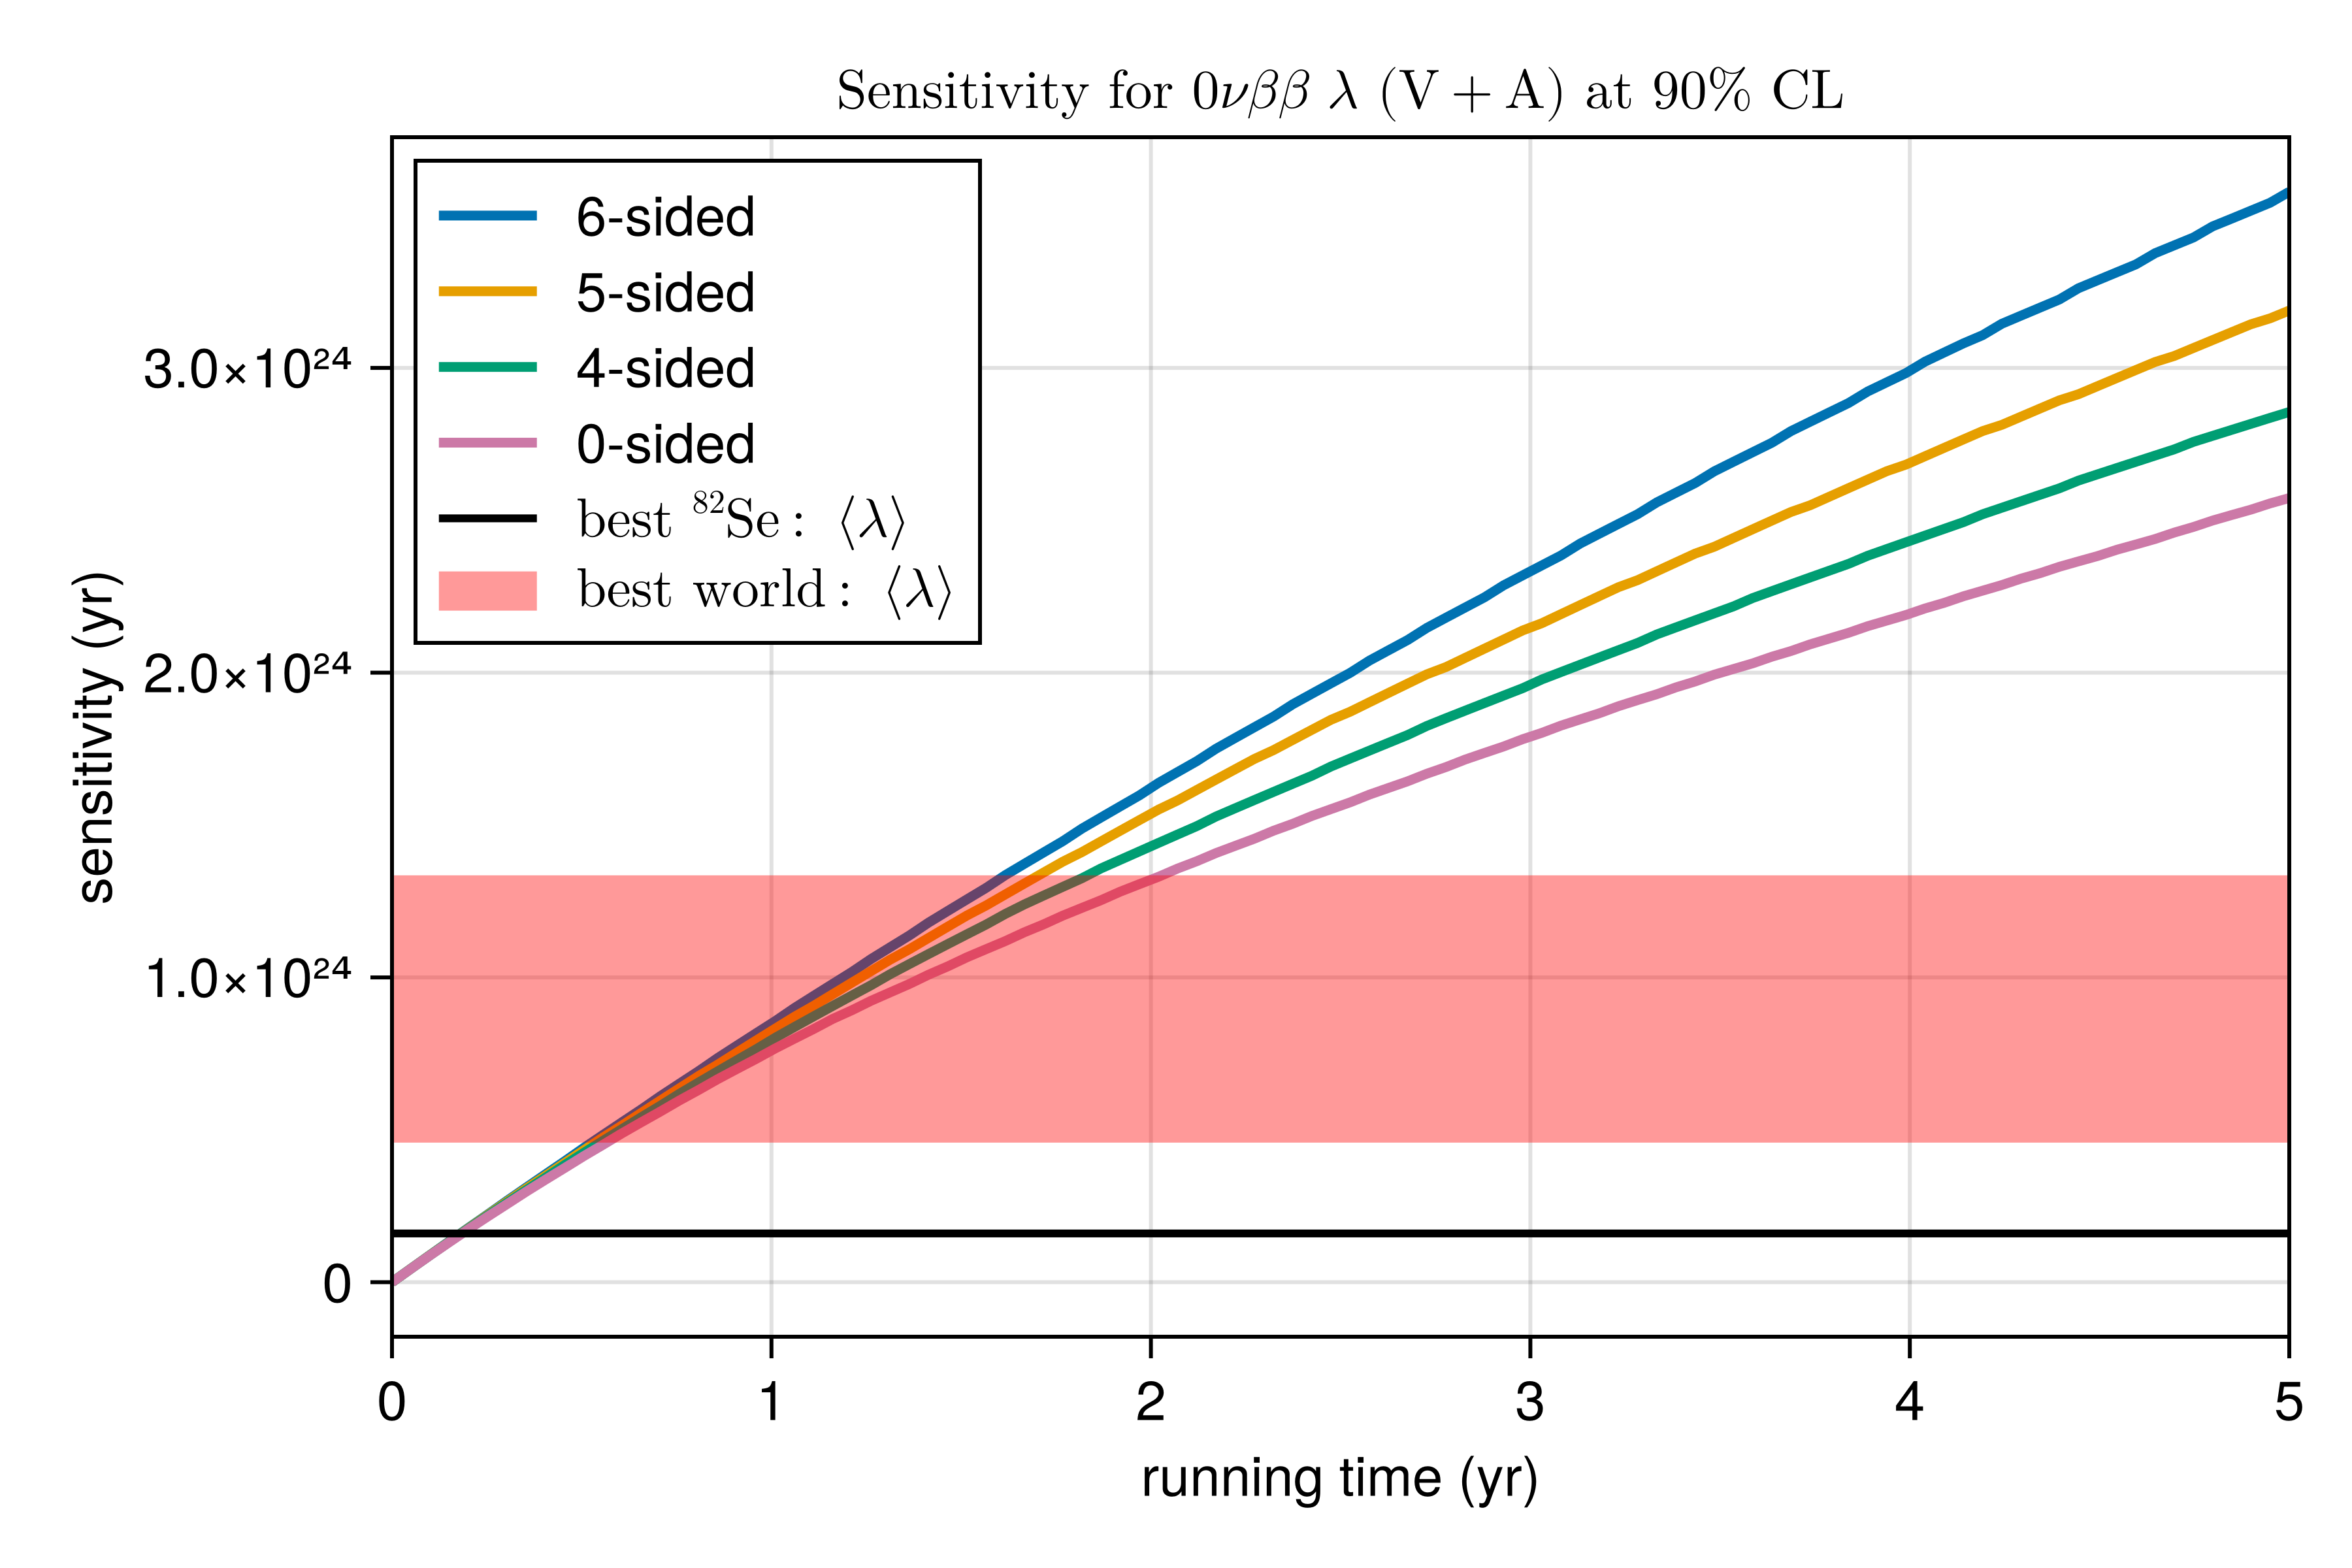 Sensitivity for 0νββ λ (V + A) at 90% CL
6-sided
5-sided
4-sided
0-sided
best ⁸²Se: ⟨λ⟩
best world: ⟨λ⟩
sensitivity (yr)
3.0×10²⁴
2.0×10²⁴
1.0×10²⁴
0
0 1 2 3 4 5
running time (yr)